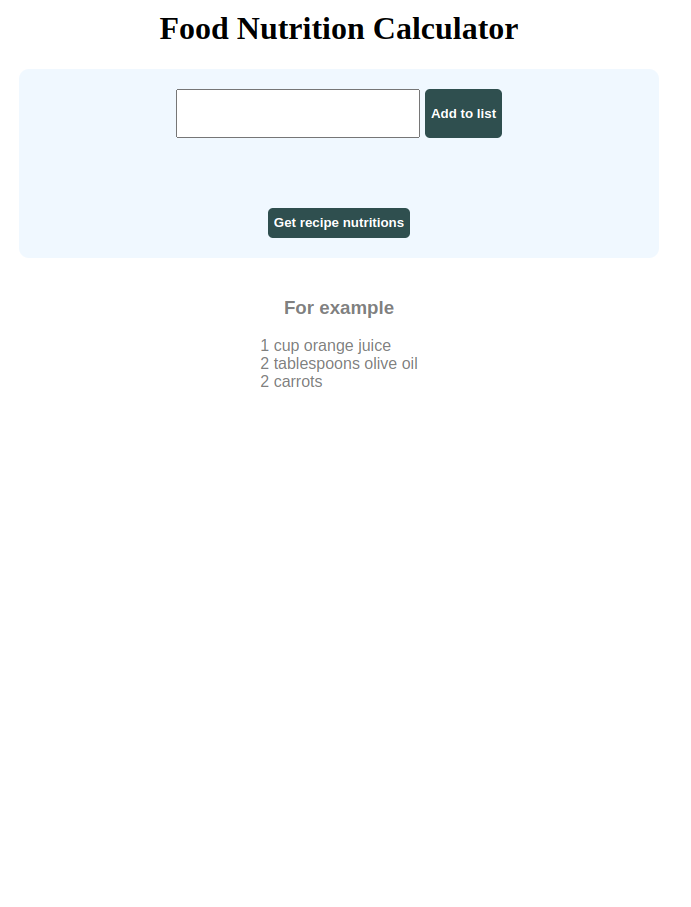 Food Nutrition Calculator
Add to list
Get recipe nutritions
For example
1 cup orange juice
2 tablespoons olive oil
2 carrots